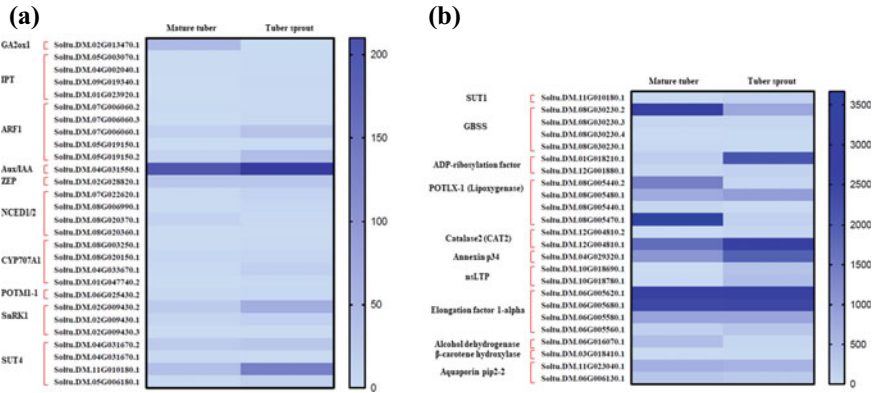 (a)
Mature tuber Tuber sprout
GA2ox1 Soltu.DM.02G013470.1
IPT
Soltu.DM.05G003070.1
Soltu.DM.04G002040.1
Soltu.DM.09G019340.1
Soltu.DM.01G023920.1
ARF1
Soltu.DM.07G006060.2
Soltu.DM.07G006060.3
Soltu.DM.07G006060.1
Soltu.DM.05G019150.1
Soltu.DM.05G019150.2
Aux/IAA Soltu.DM.04G031550.1
ZEP Soltu.DM.02G028820.1
NCED1/2
Soltu.DM.07G022620.1
Soltu.DM.08G006990.1
Soltu.DM.08G020370.1
Soltu.DM.08G020360.1
CYP707A1
Soltu.DM.08G003250.1
Soltu.DM.08G020150.1
Soltu.DM.04G033670.1
Soltu.DM.01G047740.2
POTM1-1 Soltu.DM.06G025430.2
SnRK1
Soltu.DM.02G009430.2
Soltu.DM.02G009430.1
Soltu.DM.02G009430.3
SUT4
Soltu.DM.04G031670.2
Soltu.DM.04G031670.1
Soltu.DM.11G010180.1
Soltu.DM.05G006180.1
200
150
100
50
0
(b)
Mature tuber Tuber sprout
SUT1 Soltu.DM.11G010180.1
GBSS
Soltu.DM.08G030230.2
Soltu.DM.08G030230.3
Soltu.DM.08G030230.4
Soltu.DM.08G030230.1
ADP-ribosylation factor
Soltu.DM.01G018210.1
Soltu.DM.12G001880.1
POTLX-1 (Lipoxygenase)
Soltu.DM.08G005440.2
Soltu.DM.08G005480.1
Soltu.DM.08G005440.1
Soltu.DM.08G005470.1
Catalase2 (CAT2)
Soltu.DM.12G004810.2
Soltu.DM.12G004810.1
Annexin p34 Soltu.DM.04G029320.1
nsLTP
Soltu.DM.10G018690.1
Soltu.DM.10G018780.1
Elongation factor 1-alpha
Soltu.DM.06G005620.1
Soltu.DM.06G005680.1
Soltu.DM.06G005580.1
Soltu.DM.06G005560.1
Alcohol dehydrogenase Soltu.DM.06G016070.1
β-carotene hydroxylase Soltu.DM.03G018410.1
Aquaporin pip2-2
Soltu.DM.11G023040.1
Soltu.DM.06G006130.1
3500
3000
2500
2000
1500
1000
500
0